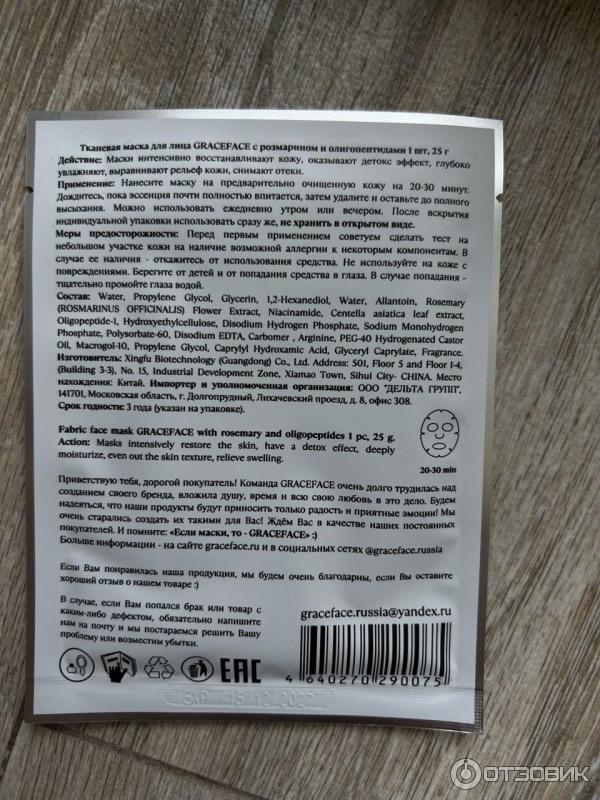 Тканевая маска для лица GRACEFACE с розмарином и олигопептидами 1 шт, 25 г
Действие: Маски интенсивно восстанавливают кожу, оказывают детокс эффект, глубоко
увлажняют, выравнивают рельеф кожи, снимают отеки.
Применение: Нанесите маску на предварительно очищенную кожу на 20-30 минут.
Дождитесь, пока эссенция почти полностью впитается, затем удалите и оставьте до полного
высыхания. Можно использовать ежедневно утром или вечером. После вскрытия
индивидуальной упаковки использовать сразу же, не хранить в открытом виде.
Меры предосторожности: Перед первым применением советуем сделать тест на
небольшом участке кожи на наличие возможной аллергии к некоторым компонентам. В
случае ее наличия - откажитесь от использования средства. Не используйте на коже с
повреждениями. Берегите от детей и от попадания средства в глаза. В случае попадания -
тщательно промойте глаза водой.
Состав: Water, Propylene Glycol, Glycerin, 1,2-Hexanediol, Water, Allantoin, Rosemary
(ROSMARINUS OFFICINALIS) Flower Extract, Niacinamide, Centella asiatica leaf extract,
Oligopeptide-1, Hydroxyethylcellulose, Disodium Hydrogen Phosphate, Sodium Monohydrogen
Phosphate, Polysorbate-60, Disodium EDTA, Carbomer , Arginine, PEG-40 Hydrogenated Castor
Oil, Macrogol-10, Propylene Glycol, Caprylyl Hydroxamic Acid, Glyceryl Caprylate, Fragrance.
Изготовитель: Xingfu Biotechnology (Guangdong) Co., Ltd. Address: 501, Floor 5 and Floor 1-4,
(Building 3-3), No. 15, Industrial Development Zone, Xiamao Town, Sihui City- CHINA. Место
нахождения: Китай. Импортер и уполномоченная организация: ООО "ДЕЛЬТА ГРУПП",
141701, Московская область, г. Долгопрудный, Лихачевский проезд, д. 8, офис 308.
Срок годности: 3 года (указан на упаковке).
Fabric face mask GRACEFACE with rosemary and oligopeptides 1 pc, 25 g.
Action: Masks intensively restore the skin, have a detox effect, deeply
moisturize, even out the skin texture, relieve swelling.
20-30 min
Приветствую тебя, дорогой покупатель! Команда GRACEFACE очень долго трудилась над
созданием своего бренда, вложила душу, время и всю свою любовь в это дело. Будем
надеяться, что наши продукты будут приносить только радость и приятные эмоции! Мы
очень старались создать их такими для Вас! Ждём Вас в качестве наших постоянных
покупателей. И помните: «Если маски, то - GRACEFACE» :)
Больше информации - на сайте graceface.ru и в социальных сетях @graceface.russia
Если Вам понравилась наша продукция, мы будем очень благодарны, если Вы оставите
хороший отзыв о нашем товаре :)
В случае, если Вам попался брак или товар с
каким-либо дефектом, обязательно напишите
нам на почту и мы постараемся решить Вашу
проблему или возместим убытки.
graceface.russia@yandex.ru
EAC
4 640270 290075
EXP 15/12/2027
ОТЗОВИК